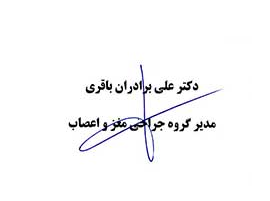 دکتر علی برادران باقری
مدیر گروه جراحی مغز و اعصاب